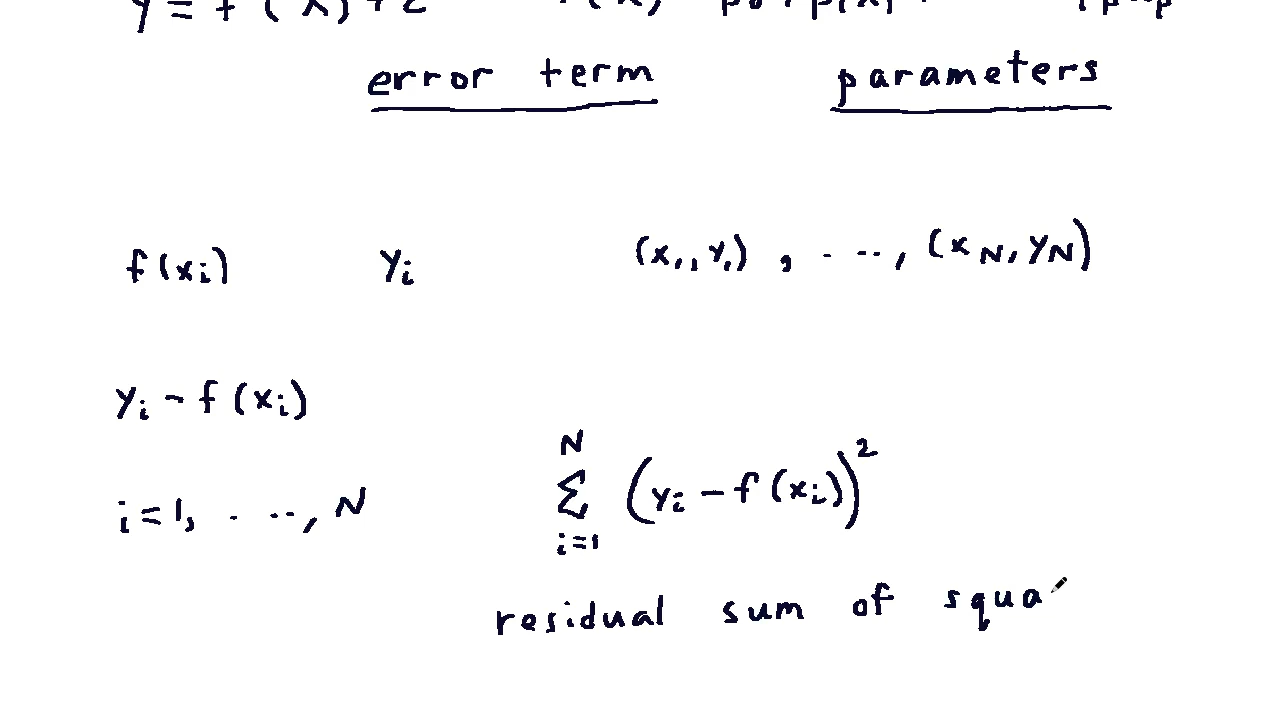 y = f(x) + ε
error term parameters
f(xᵢ) yᵢ (x₁, y₁), ..., (x_N, y_N)
yᵢ - f(xᵢ)
i=1, ..., N
∑_{i=1}^{N} (yᵢ - f(xᵢ))²
residual sum of squa